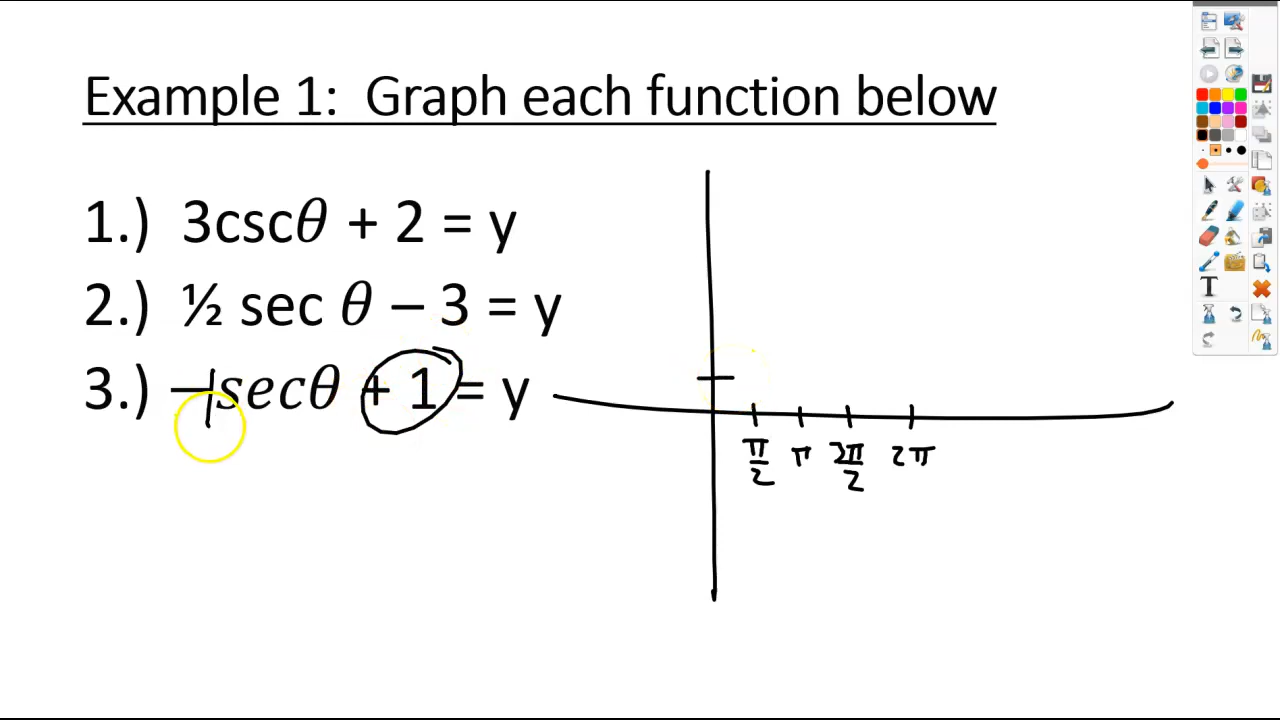 Example 1:  Graph each function below
1.)  3cscθ + 2 = y
2.)  ½ sec θ – 3 = y
3.) −1secθ + 1 = y
π/2 π 3π/2 2π
T